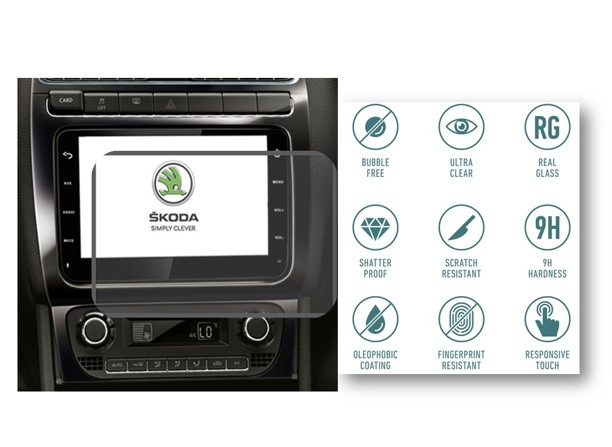 CARD
OFF
AUX
RADIO
MUTE
MENU
VOL+
VOL-
ŠKODA
SIMPLY CLEVER
A/C
LO
AUTO
A/C
BUBBLE
FREE
ULTRA
CLEAR
RG
REAL
GLASS
SHATTER
PROOF
SCRATCH
RESISTANT
9H
9H
HARDNESS
OLEOPHOBIC
COATING
FINGERPRINT
RESISTANT
RESPONSIVE
TOUCH